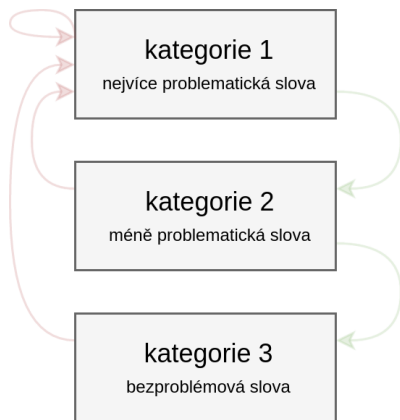 kategorie 1
nejvíce problematická slova
kategorie 2
méně problematická slova
kategorie 3
bezproblémová slova